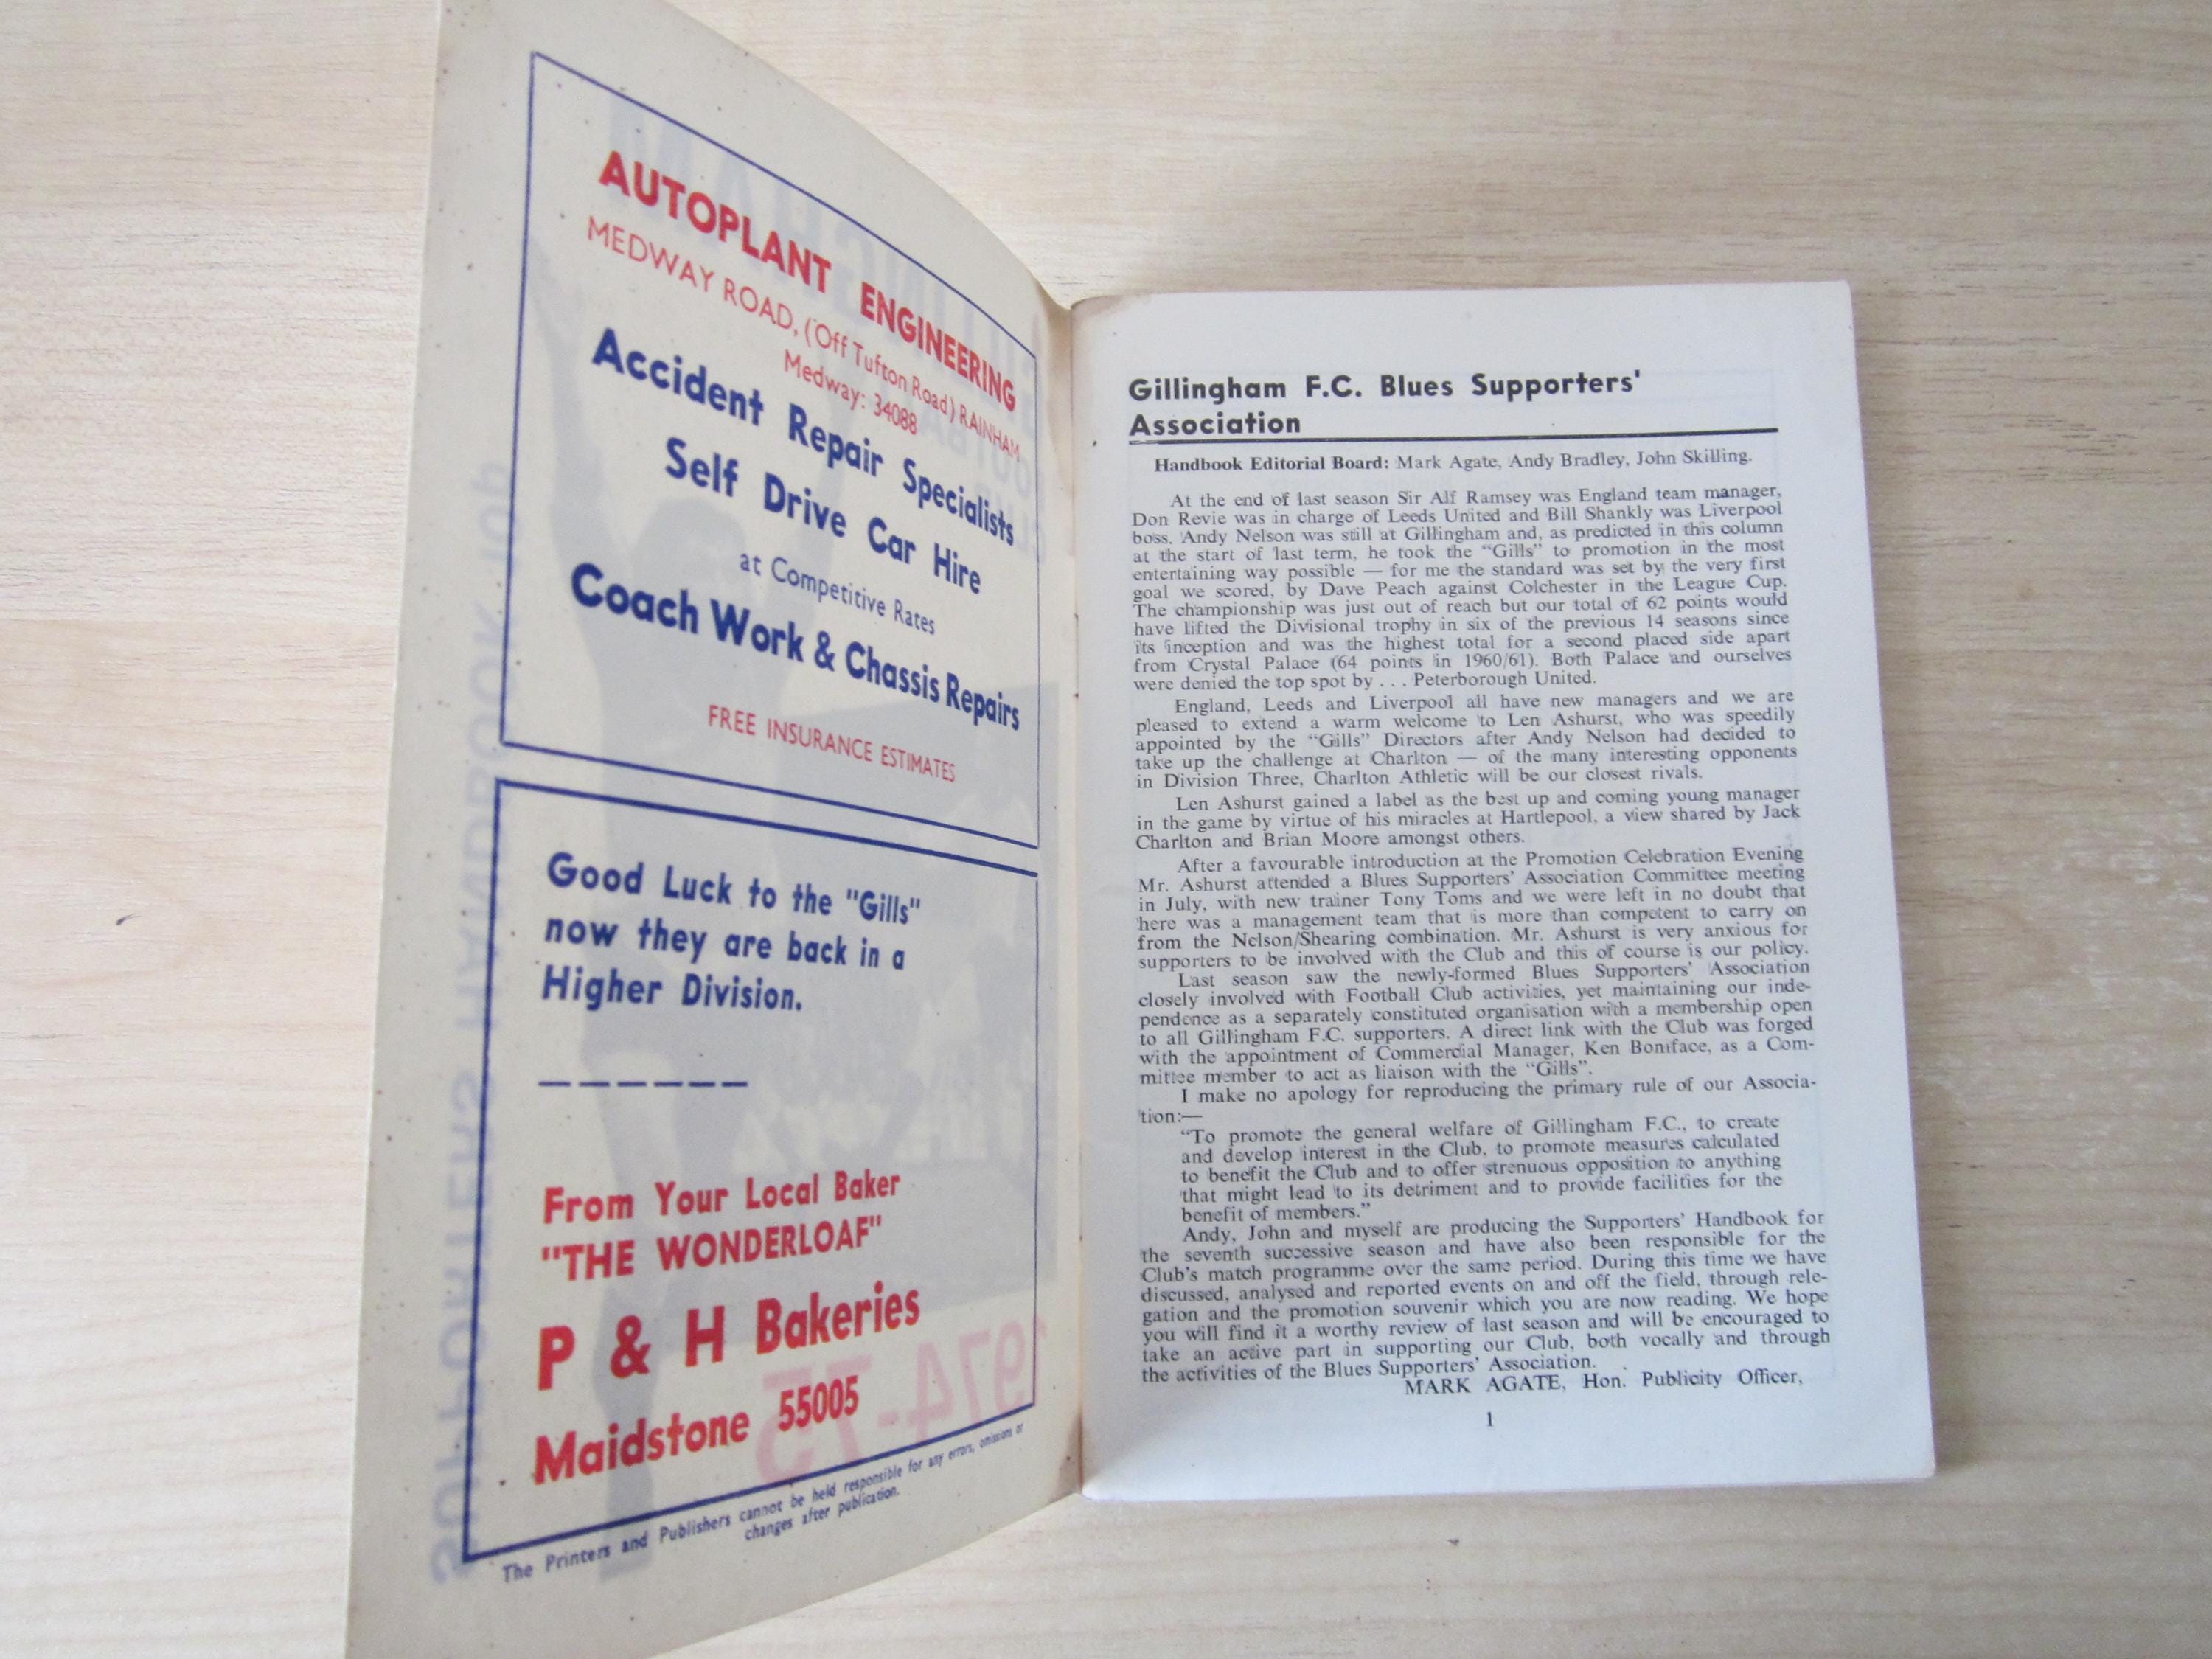 AUTOPLANT ENGINEERING
MEDWAY ROAD, (Off Tufton Road) RAINHAM
Medway: 34088
Accident Repair Specialists
Self Drive Car Hire
at Competitive Rates
Coach Work & Chassis Repairs
FREE INSURANCE ESTIMATES
Good Luck to the "Gills"
now they are back in a
Higher Division.
From Your Local Baker
"THE WONDERLOAF"
P & H Bakeries
Maidstone 55005
The Printers and Publishers cannot be held responsible for any errors, omissions or
changes after publication.
Gillingham F.C. Blues Supporters'
Association
Handbook Editorial Board: Mark Agate, Andy Bradley, John Skilling.
At the end of last season Sir Alf Ramsey was England team manager,
Don Revie was in charge of Leeds United and Bill Shankly was Liverpool
boss. Andy Nelson was still at Gillingham and, as predicted in this column
at the start of last term, he took the "Gills" to promotion in the most
entertaining way possible — for me the standard was set by the very first
goal we scored, by Dave Peach against Colchester in the League Cup.
The championship was just out of reach but our total of 62 points would
have lifted the Divisional trophy in six of the previous 14 seasons since
its inception and was the highest total for a second placed side apart
from Crystal Palace (64 points in 1960/61). Both Palace and ourselves
were denied the top spot by . . . Peterborough United.
England, Leeds and Liverpool all have new managers and we are
pleased to extend a warm welcome to Len Ashurst, who was speedily
appointed by the "Gills" Directors after Andy Nelson had decided to
take up the challenge at Charlton — of the many interesting opponents
in Division Three, Charlton Athletic will be our closest rivals.
Len Ashurst gained a label as the best up and coming young manager
in the game by virtue of his miracles at Hartlepool, a view shared by Jack
Charlton and Brian Moore amongst others.
After a favourable introduction at the Promotion Celebration Evening
Mr. Ashurst attended a Blues Supporters' Association Committee meeting
in July, with new trainer Tony Toms and we were left in no doubt that
here was a management team that is more than competent to carry on
from the Nelson/Shearing combination. Mr. Ashurst is very anxious for
supporters to be involved with the Club and this of course is our policy.
Last season saw the newly-formed Blues Supporters' Association
closely involved with Football Club activities, yet maintaining our inde-
pendence as a separately constituted organisation with a membership open
to all Gillingham F.C. supporters. A direct link with the Club was forged
with the appointment of Commercial Manager, Ken Boniface, as a Com-
mittee member to act as liaison with the "Gills".
I make no apology for reproducing the primary rule of our Associa-
tion:—
"To promote the general welfare of Gillingham F.C., to create
and develop interest in the Club, to promote measures calculated
to benefit the Club and to offer strenuous opposition to anything
that might lead to its detriment and to provide facilities for the
benefit of members."
Andy, John and myself are producing the Supporters' Handbook for
the seventh successive season and have also been responsible for the
Club's match programme over the same period. During this time we have
discussed, analysed and reported events on and off the field, through rele-
gation and the promotion souvenir which you are now reading. We hope
you will find it a worthy review of last season and will be encouraged to
take an active part in supporting our Club, both vocally and through
the activities of the Blues Supporters' Association.
MARK AGATE, Hon. Publicity Officer,
1